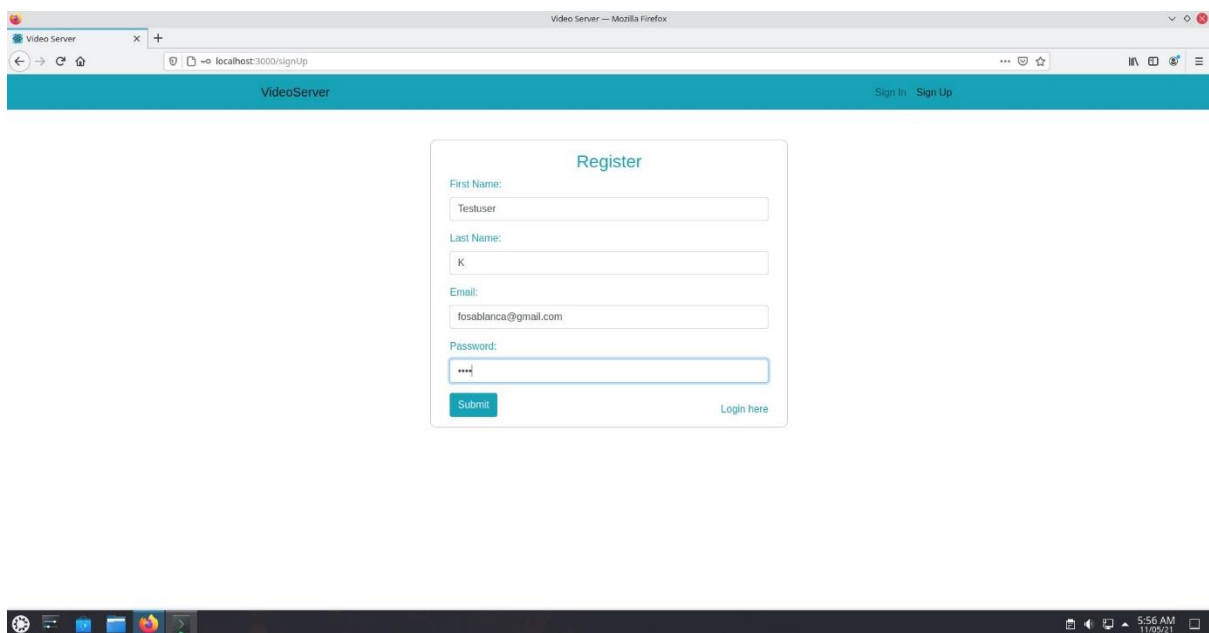 Video Server — Mozilla Firefox
Video Server
localhost:3000/signUp
VideoServer
Sign In Sign Up
Register
First Name:
Testuser
Last Name:
K
Email:
fosablanca@gmail.com
Password:
••••
Submit
Login here
5:56 AM
11/05/21